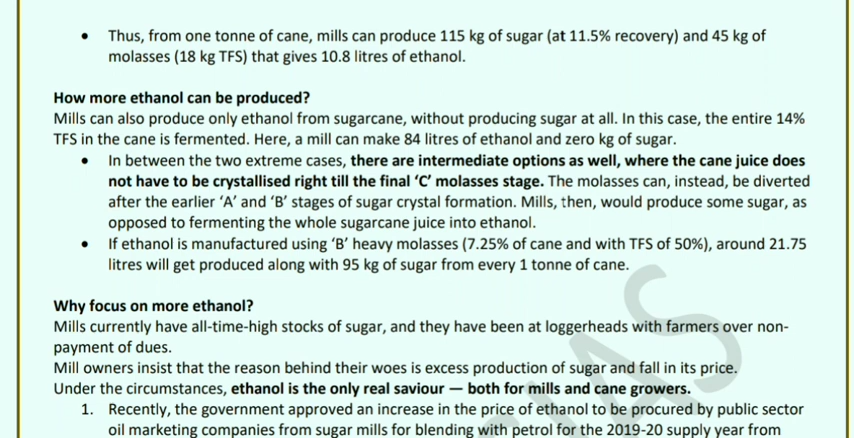 • Thus, from one tonne of cane, mills can produce 115 kg of sugar (at 11.5% recovery) and 45 kg of
molasses (18 kg TFS) that gives 10.8 litres of ethanol.
How more ethanol can be produced?
Mills can also produce only ethanol from sugarcane, without producing sugar at all. In this case, the entire 14%
TFS in the cane is fermented. Here, a mill can make 84 litres of ethanol and zero kg of sugar.
• In between the two extreme cases, there are intermediate options as well, where the cane juice does
not have to be crystallised right till the final ‘C’ molasses stage. The molasses can, instead, be diverted
after the earlier ‘A’ and ‘B’ stages of sugar crystal formation. Mills, then, would produce some sugar, as
opposed to fermenting the whole sugarcane juice into ethanol.
• If ethanol is manufactured using ‘B’ heavy molasses (7.25% of cane and with TFS of 50%), around 21.75
litres will get produced along with 95 kg of sugar from every 1 tonne of cane.
Why focus on more ethanol?
Mills currently have all-time-high stocks of sugar, and they have been at loggerheads with farmers over non-
payment of dues.
Mill owners insist that the reason behind their woes is excess production of sugar and fall in its price.
Under the circumstances, ethanol is the only real saviour — both for mills and cane growers.
1. Recently, the government approved an increase in the price of ethanol to be procured by public sector
oil marketing companies from sugar mills for blending with petrol for the 2019-20 supply year from
IAS